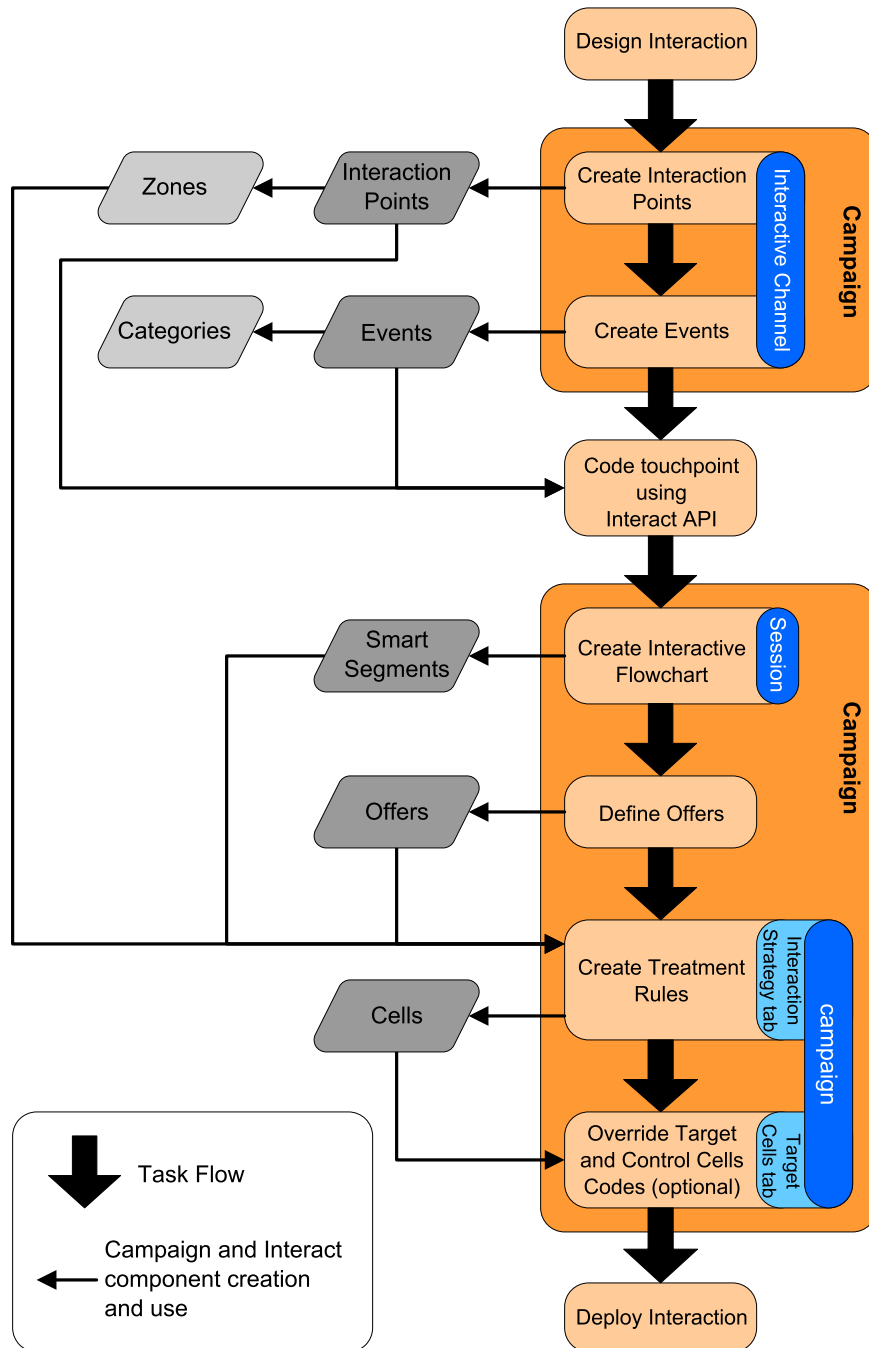 Design Interaction
Zones
Interaction
Points
Create Interaction
Points
Interactive Channel
Campaign
Categories
Events
Create Events
Code touchpoint
using
Interact API
Smart
Segments
Create Interactive
Flowchart
Session
Campaign
Offers
Define Offers
Create Treatment
Rules
Interaction
Strategy tab
campaign
Cells
Override Target
and Control Cells
Codes (optional)
Target
Cells tab
Task Flow
Campaign and Interact
component creation
and use
Deploy Interaction